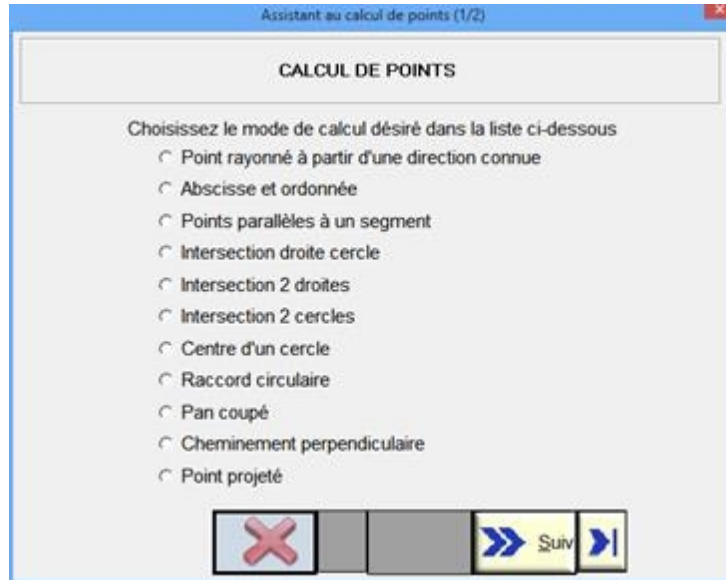 Assistant au calcul de points (1/2)
CALCUL DE POINTS
Choisissez le mode de calcul désiré dans la liste ci-dessous
Point rayonné à partir d'une direction connue
Abscisse et ordonnée
Points parallèles à un segment
Intersection droite cercle
Intersection 2 droites
Intersection 2 cercles
Centre d'un cercle
Raccord circulaire
Pan coupé
Cheminement perpendiculaire
Point projeté
Suiv